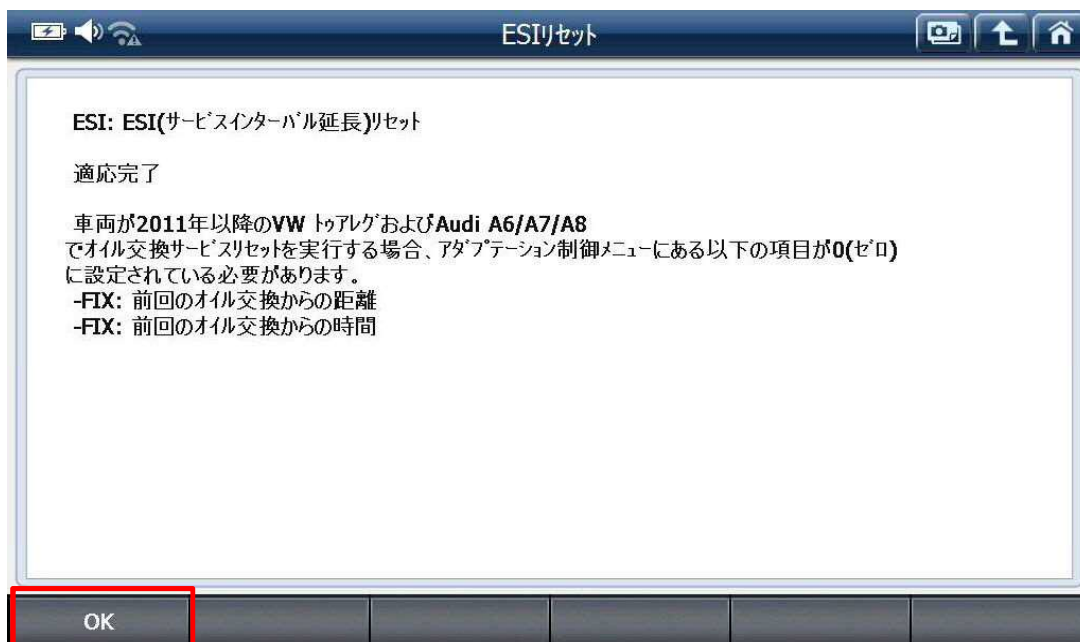 ESIリセット
ESI: ESI(ｻｰﾋﾞｽｲﾝﾀｰﾊﾞﾙ延長)ﾘｾｯﾄ
適応完了
車両が2011年以降のVW ﾄｩｱﾚｸﾞおよびAudi A6/A7/A8
でｵｲﾙ交換ｻｰﾋﾞｽﾘｾｯﾄを実行する場合、ｱﾀﾞﾌﾟﾃｰｼｮﾝ制御ﾒﾆｭｰにある以下の項目が0(ｾﾞﾛ)
に設定されている必要があります。
-FIX: 前回のｵｲﾙ交換からの距離
-FIX: 前回のｵｲﾙ交換からの時間
OK